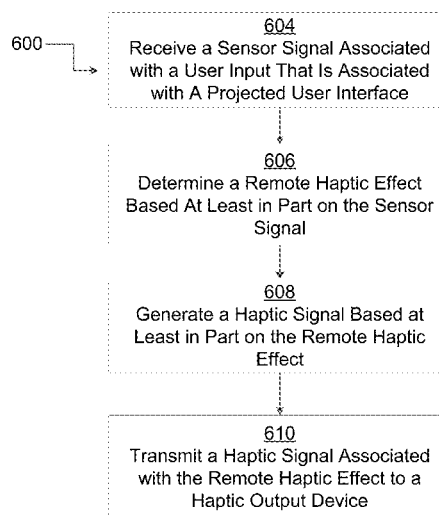 600
604
Receive a Sensor Signal Associated
with a User Input That Is Associated
with A Projected User Interface
606
Determine a Remote Haptic Effect
Based At Least in Part on the Sensor
Signal
608
Generate a Haptic Signal Based at
Least in Part on the Remote Haptic
Effect
610
Transmit a Haptic Signal Associated
with the Remote Haptic Effect to a
Haptic Output Device